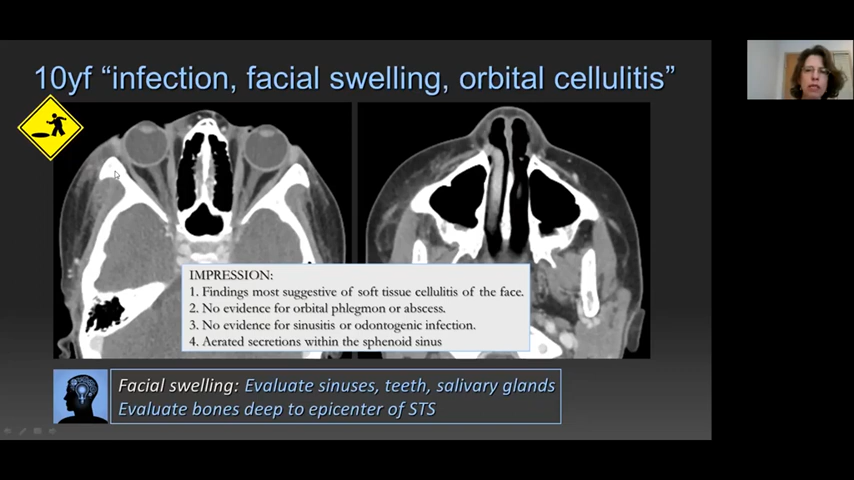 10yf “infection, facial swelling, orbital cellulitis”
IMPRESSION:
1. Findings most suggestive of soft tissue cellulitis of the face.
2. No evidence for orbital phlegmon or abscess.
3. No evidence for sinusitis or odontogenic infection.
4. Aerated secretions within the sphenoid sinus
Facial swelling: Evaluate sinuses, teeth, salivary glands
Evaluate bones deep to epicenter of STS